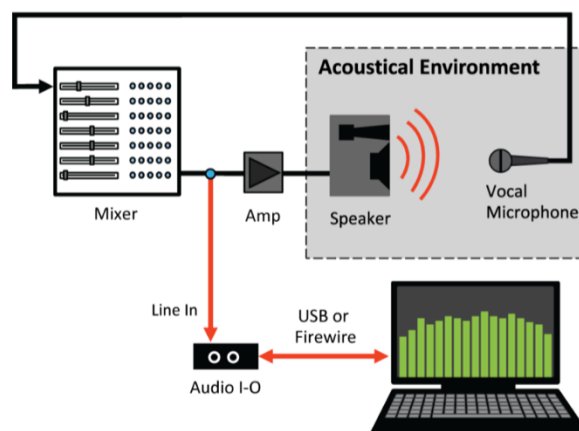 Acoustical Environment
Mixer
Amp
Speaker
Vocal
Microphone
Line In
USB or
Firewire
Audio I-O